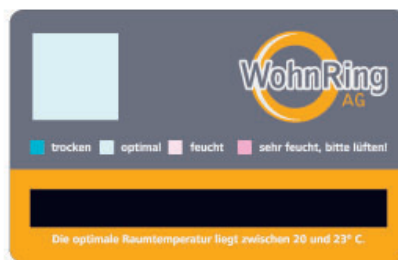 WohnRing
AG
trocken optimal feucht sehr feucht, bitte lüften!
Die optimale Raumtemperatur liegt zwischen 20 und 23° C.